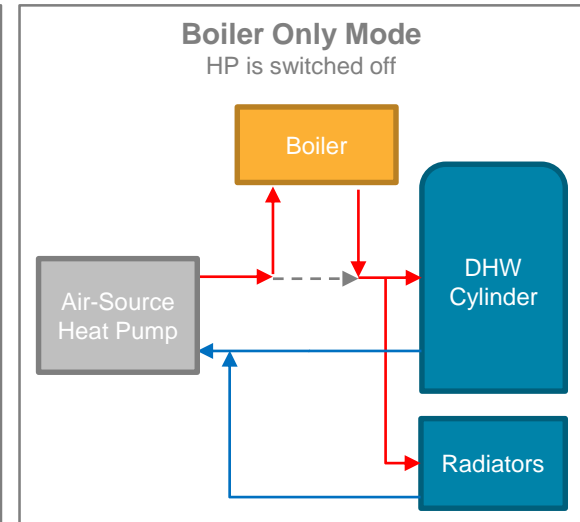 Boiler Only Mode
HP is switched off
Boiler
DHW
Cylinder
Air-Source
Heat Pump
Radiators